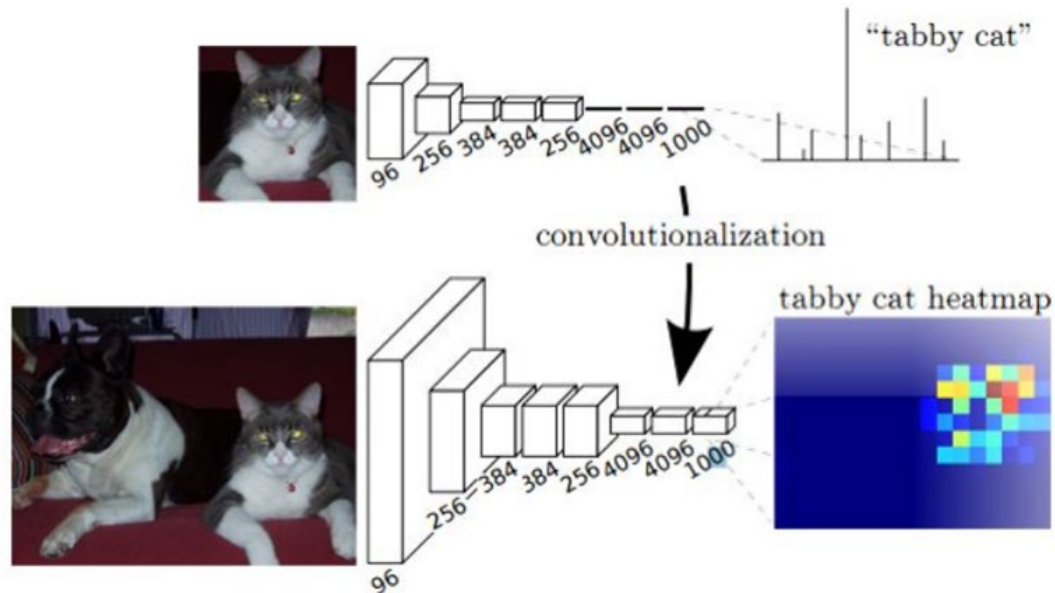 “tabby cat”
96 256 384 384 256 4096 4096 1000
convolutionalization
tabby cat heatmap
96 256 384 384 256 4096 4096 1000